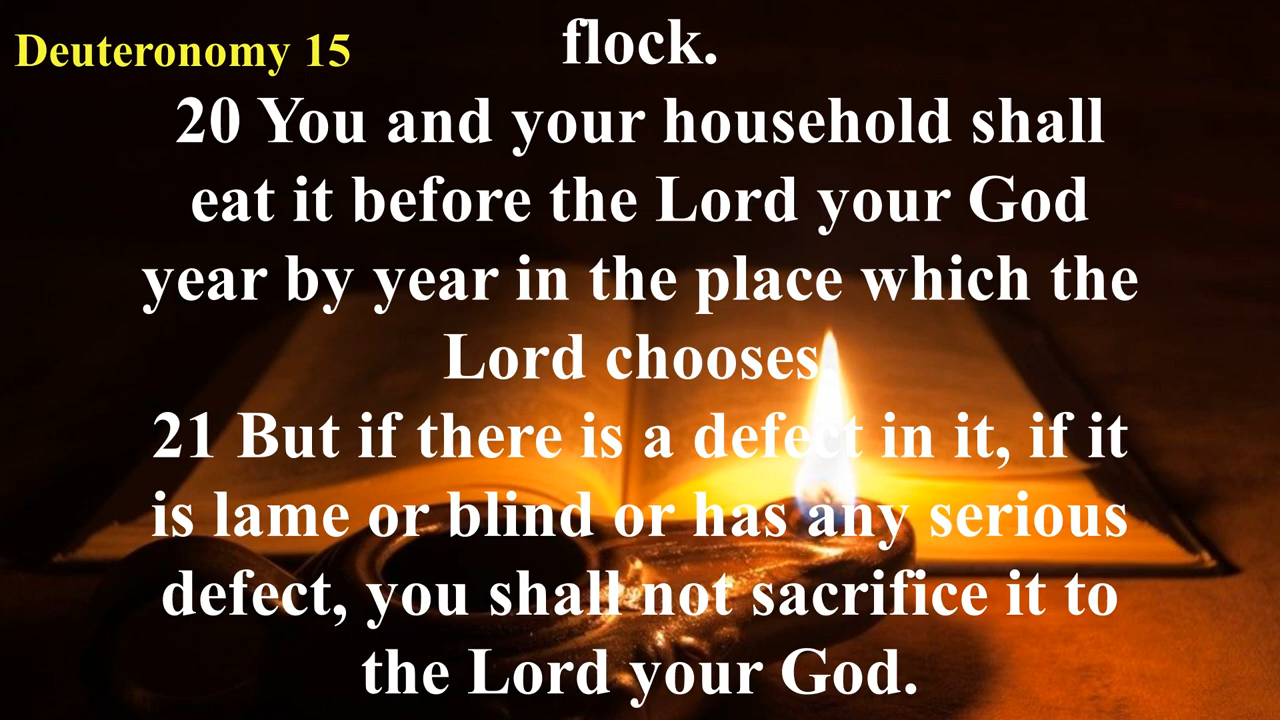 Deuteronomy 15
flock.
20 You and your household shall
eat it before the Lord your God
year by year in the place which the
Lord chooses.
21 But if there is a defect in it, if it
is lame or blind or has any serious
defect, you shall not sacrifice it to
the Lord your God.